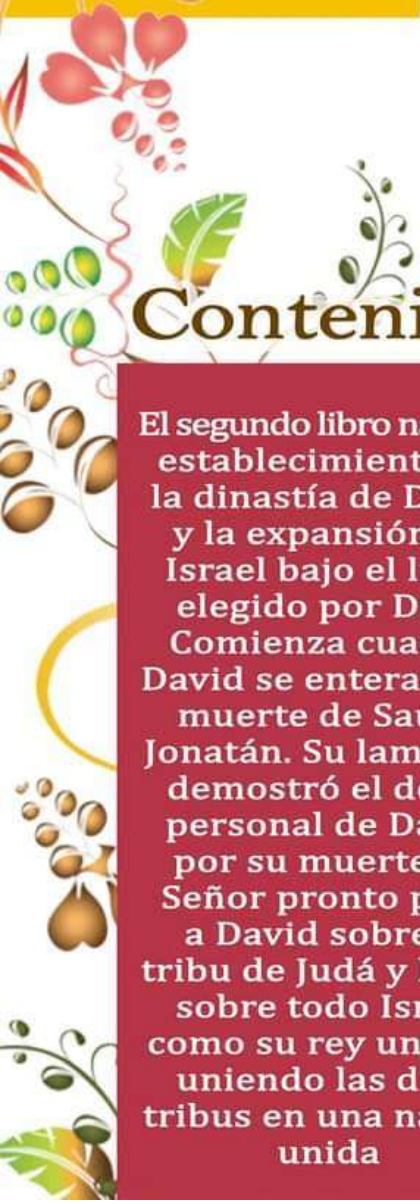 Conteni
El segundo libro n
establecimient
la dinastía de D
y la expansión
Israel bajo el l
elegido por D
Comienza cua
David se entera
muerte de Sau
Jonatán. Su lam
demostró el d
personal de Da
por su muerte
Señor pronto p
a David sobre
tribu de Judá y
sobre todo Isr
como su rey un
uniendo las d
tribus en una n
unida